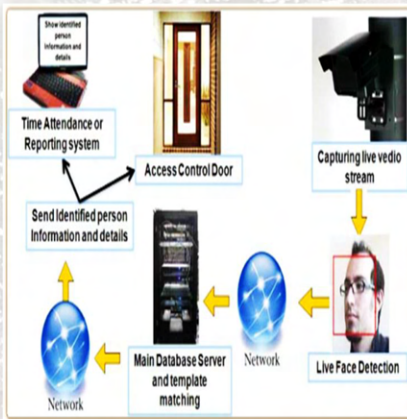 Show Identified
person
Information and
details
Time Attendance or
Reporting system
Access Control Door
Capturing live vedio
stream
Send Identified person
Information and details
Network
Main Database Server
and template
matching
Network
Live Face Detection